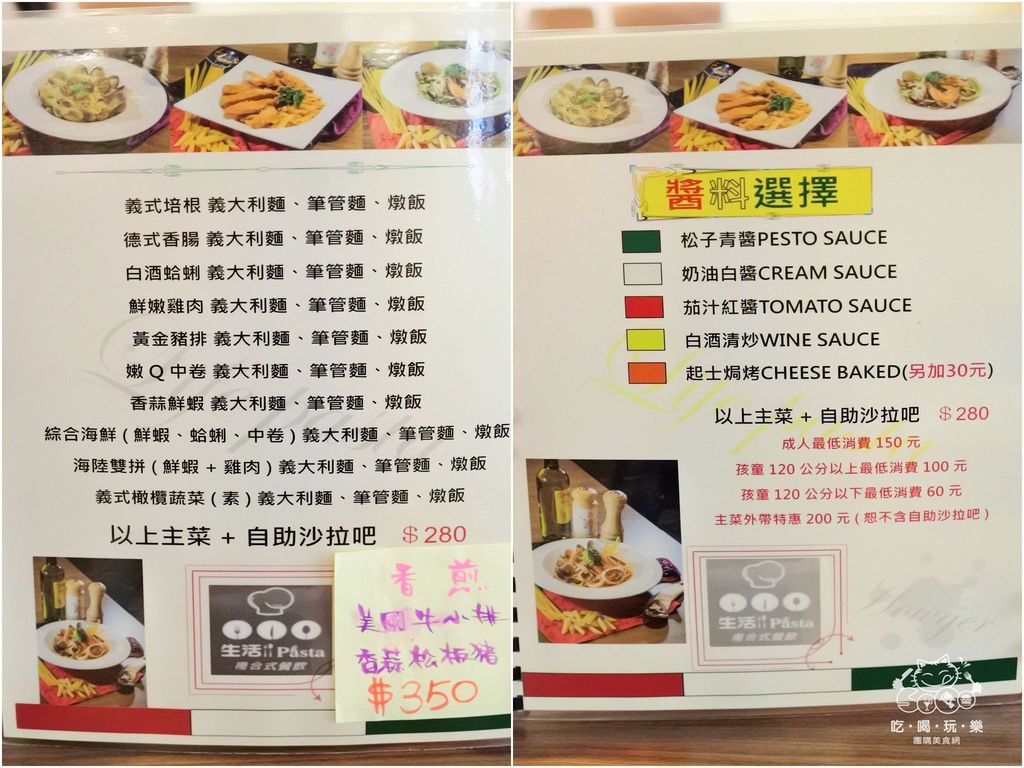 義式培根 義大利麵、筆管麵、燉飯
德式香腸 義大利麵、筆管麵、燉飯
白酒蛤蜊 義大利麵、筆管麵、燉飯
鮮嫩雞肉 義大利麵、筆管麵、燉飯
黃金豬排 義大利麵、筆管麵、燉飯
嫩 Q 中卷 義大利麵、筆管麵、燉飯
香蒜鮮蝦 義大利麵、筆管麵、燉飯
綜合海鮮 ( 鮮蝦、蛤蜊、中卷 ) 義大利麵、筆管麵、燉飯
海陸雙拼 ( 鮮蝦 + 雞肉 ) 義大利麵、筆管麵、燉飯
義式橄欖蔬菜 ( 素 ) 義大利麵、筆管麵、燉飯
以上主菜 + 自助沙拉吧 $280
香煎
美國牛小排
香蒜松板豬
$350
生活 Pasta
複合式餐飲
醬料選擇
松子青醬PESTO SAUCE
奶油白醬CREAM SAUCE
茄汁紅醬TOMATO SAUCE
白酒清炒WINE SAUCE
起士焗烤CHEESE BAKED(另加30元)
以上主菜 + 自助沙拉吧 $280
成人最低消費 150 元
孩童 120 公分以上最低消費 100 元
孩童 120 公分以下最低消費 60 元
主菜外帶特惠 200 元 ( 恕不含自助沙拉吧 )
生活 Pasta
複合式餐飲
吃·喝·玩·樂
團購美食網